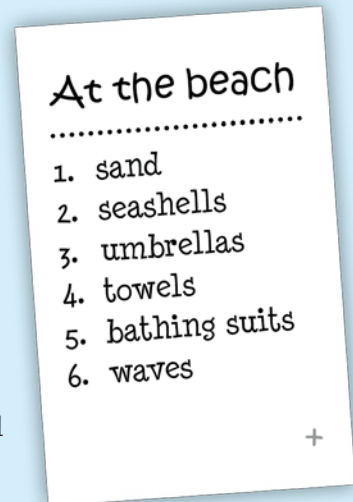 At the beach
1. sand
2. seashells
3. umbrellas
4. towels
5. bathing suits
6. waves
+